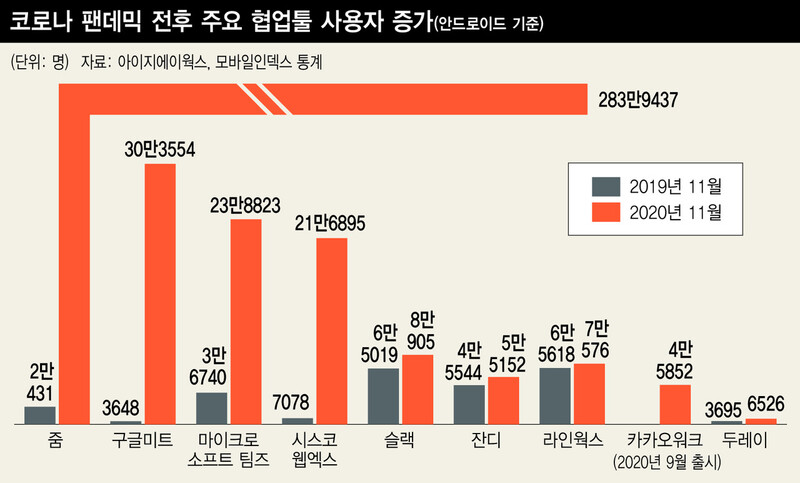 코로나 팬데믹 전후 주요 협업툴 사용자 증가(안드로이드 기준)
(단위: 명) 자료: 아이지에이웍스, 모바일인덱스 통계
283만9437
30만3554
23만8823
21만6895
2019년 11월
2020년 11월
2만
431
3648
3만
6740
7078
6만
5019
8만
905
4만
5544
5만
5152
6만
5618
7만
576
4만
5852
3695
6526
줌
구글미트
마이크로
소프트 팀즈
시스코
웹엑스
슬랙
잔디
라인웍스
카카오워크
(2020년 9월 출시)
두레이